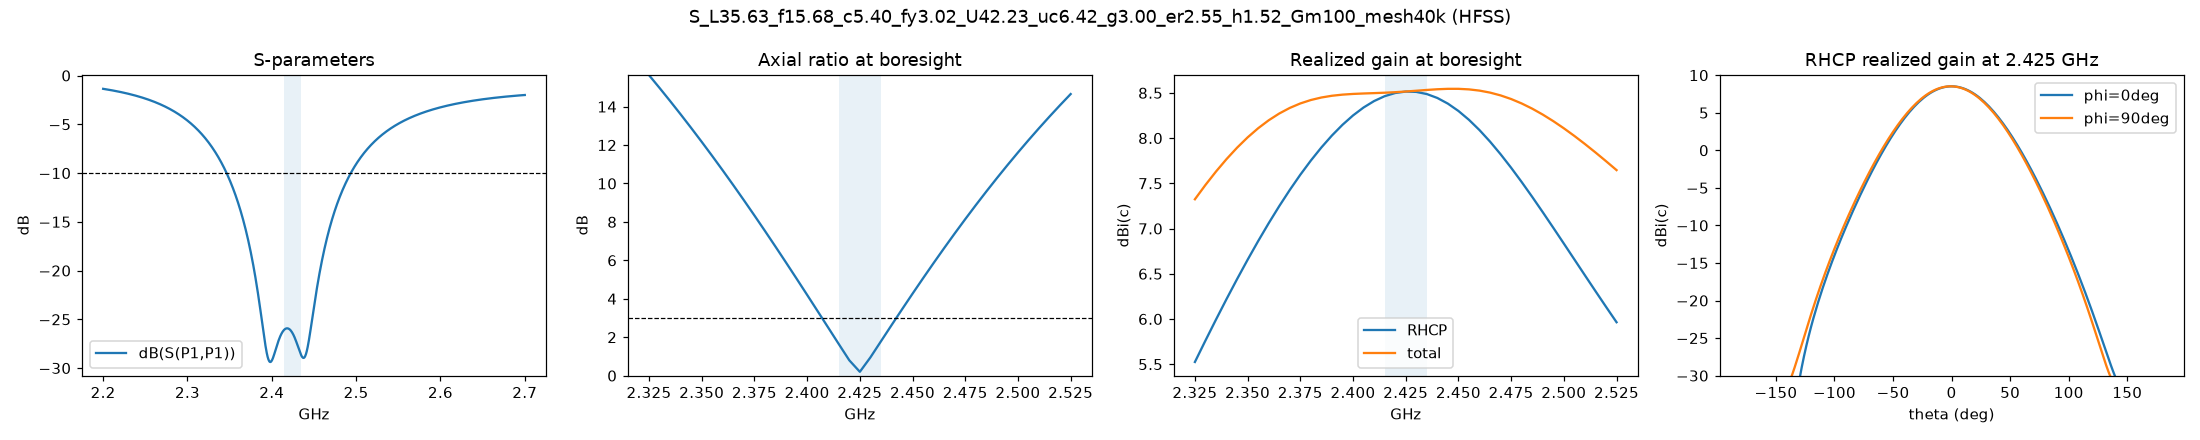 S_L35.63_f15.68_c5.40_fy3.02_U42.23_uc6.42_g3.00_er2.55_h1.52_Gm100_mesh40k (HFSS)
S-parameters
0
−5
−10
−15
−20
−25
−30
dB
dB(S(P1,P1))
2.2 2.3 2.4 2.5 2.6 2.7
GHz
Axial ratio at boresight
14
12
10
8
6
4
2
0
dB
2.325 2.350 2.375 2.400 2.425 2.450 2.475 2.500 2.525
GHz
Realized gain at boresight
8.5
8.0
7.5
7.0
6.5
6.0
5.5
dBi(c)
RHCP
total
2.325 2.350 2.375 2.400 2.425 2.450 2.475 2.500 2.525
GHz
RHCP realized gain at 2.425 GHz
10
5
0
−5
−10
−15
−20
−25
−30
dBi(c)
phi=0deg
phi=90deg
−150 −100 −50 0 50 100 150
theta (deg)